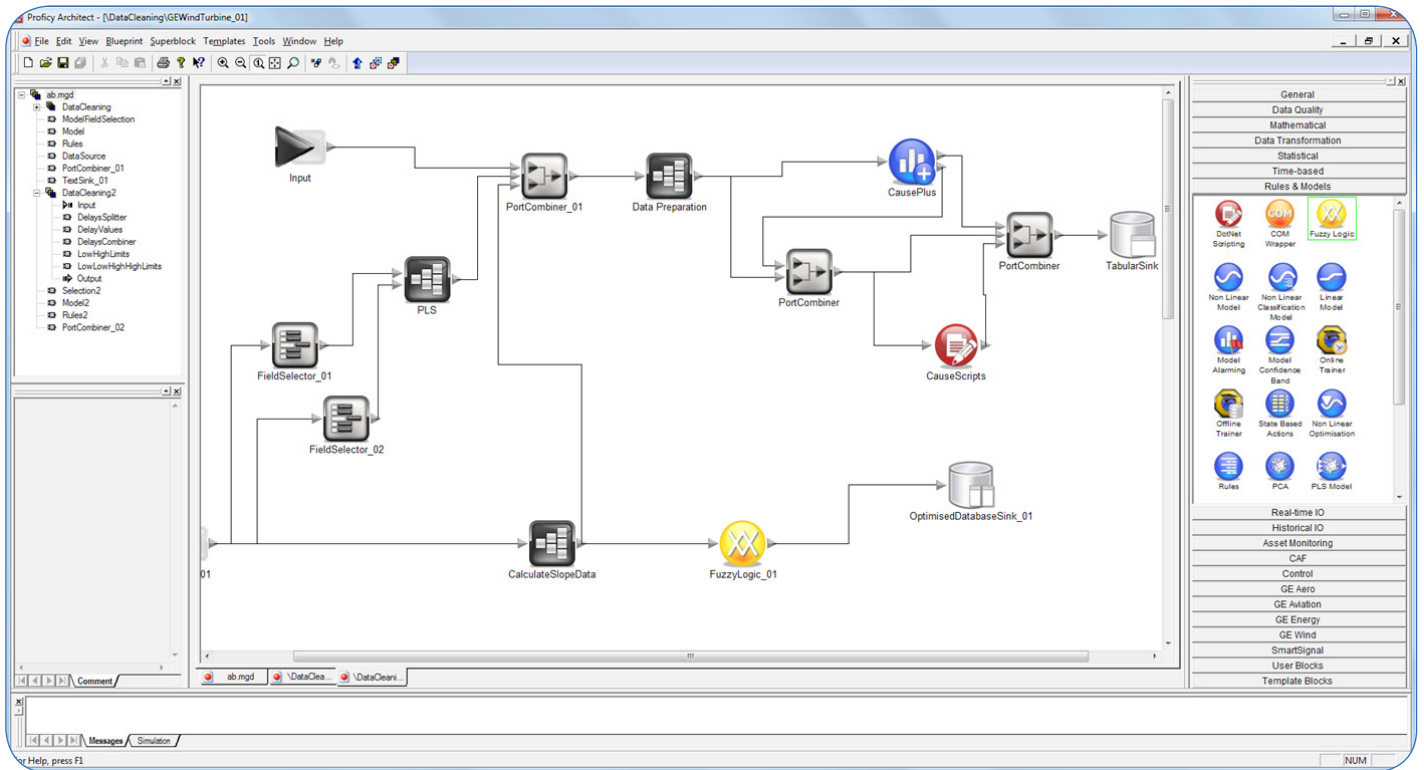 Proficy Architect - [\DataCleaning\GEWindTurbine_01]
File Edit View Blueprint Superblock Templates Tools Window Help
ab.mgd
DataCleaning
ModelFieldSelection
Model
Rules
DataSource
PortCombiner_01
TextSink_01
DataCleaning2
Input
DelaysSplitter
DelayValues
DelaysCombiner
LowHighLimits
LowLowHighHighLimits
Output
Selection2
Model2
Rules2
PortCombiner_02
Comment
Input
PortCombiner_01
Data Preparation
CausePlus
PortCombiner
TabularSink
PortCombiner
PLS
FieldSelector_01
CauseScripts
FieldSelector_02
OptimisedDatabaseSink_01
01
CalculateSlopeData
FuzzyLogic_01
ab.mgd
\DataClea...
\DataCleani...
General
Data Quality
Mathematical
Data Transformation
Statistical
Time-based
Rules & Models
DotNet Scripting
COM
COM Wrapper
Fuzzy Logic
Non Linear Model
Non Linear Classification Model
Linear Model
Model Alarming
Model Confidence Band
Online Trainer
Offline Trainer
State Based Actions
Non Linear Optimisation
Rules
PCA
PLS Model
Real-time IO
Historical IO
Asset Monitoring
CAF
Control
GE Aero
GE Aviation
GE Energy
GE Wind
SmartSignal
User Blocks
Template Blocks
Messages
Simulation
or Help, press F1
NUM